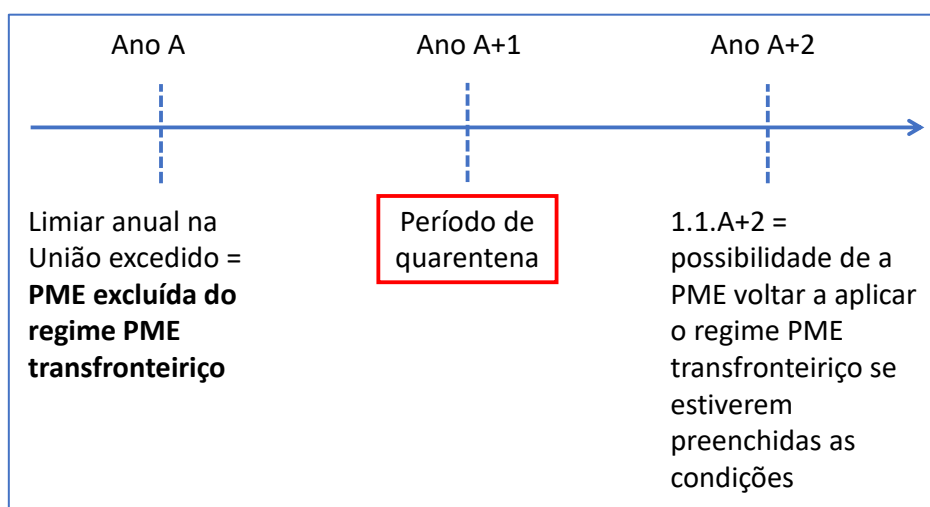 Ano A
Ano A+1
Ano A+2
Limiar anual na
União excedido =
PME excluída do
regime PME
transfronteiriço
Período de
quarentena
1.1.A+2 =
possibilidade de a
PME voltar a aplicar
o regime PME
transfronteiriço se
estiverem
preenchidas as
condições